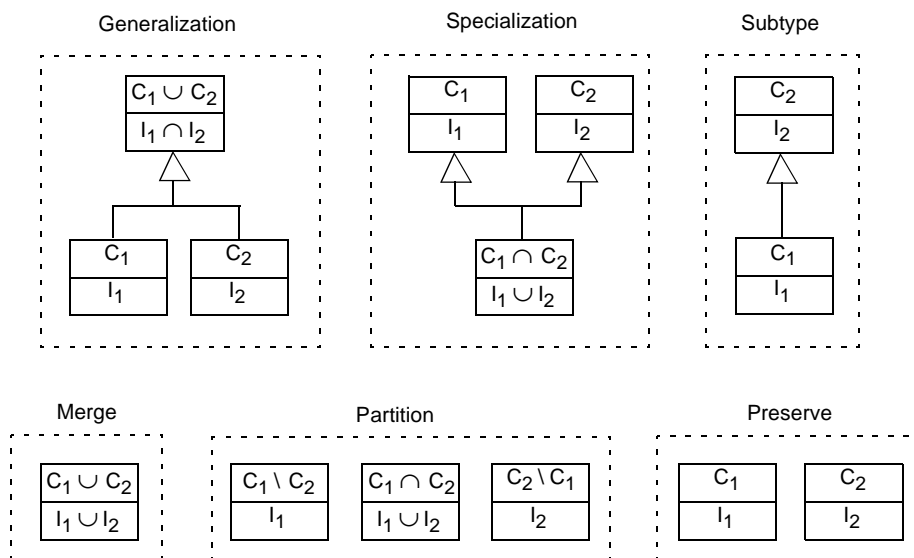 Generalization
Specialization
Subtype
C1 ∪ C2
I1 ∩ I2
C1
I1
C2
I2
C1
I1
C2
I2
C1 ∩ C2
I1 ∪ I2
C2
I2
C1
I1
Merge
Partition
Preserve
C1 ∪ C2
I1 ∪ I2
C1 \ C2
I1
C1 ∩ C2
I1 ∪ I2
C2 \ C1
I2
C1
I1
C2
I2